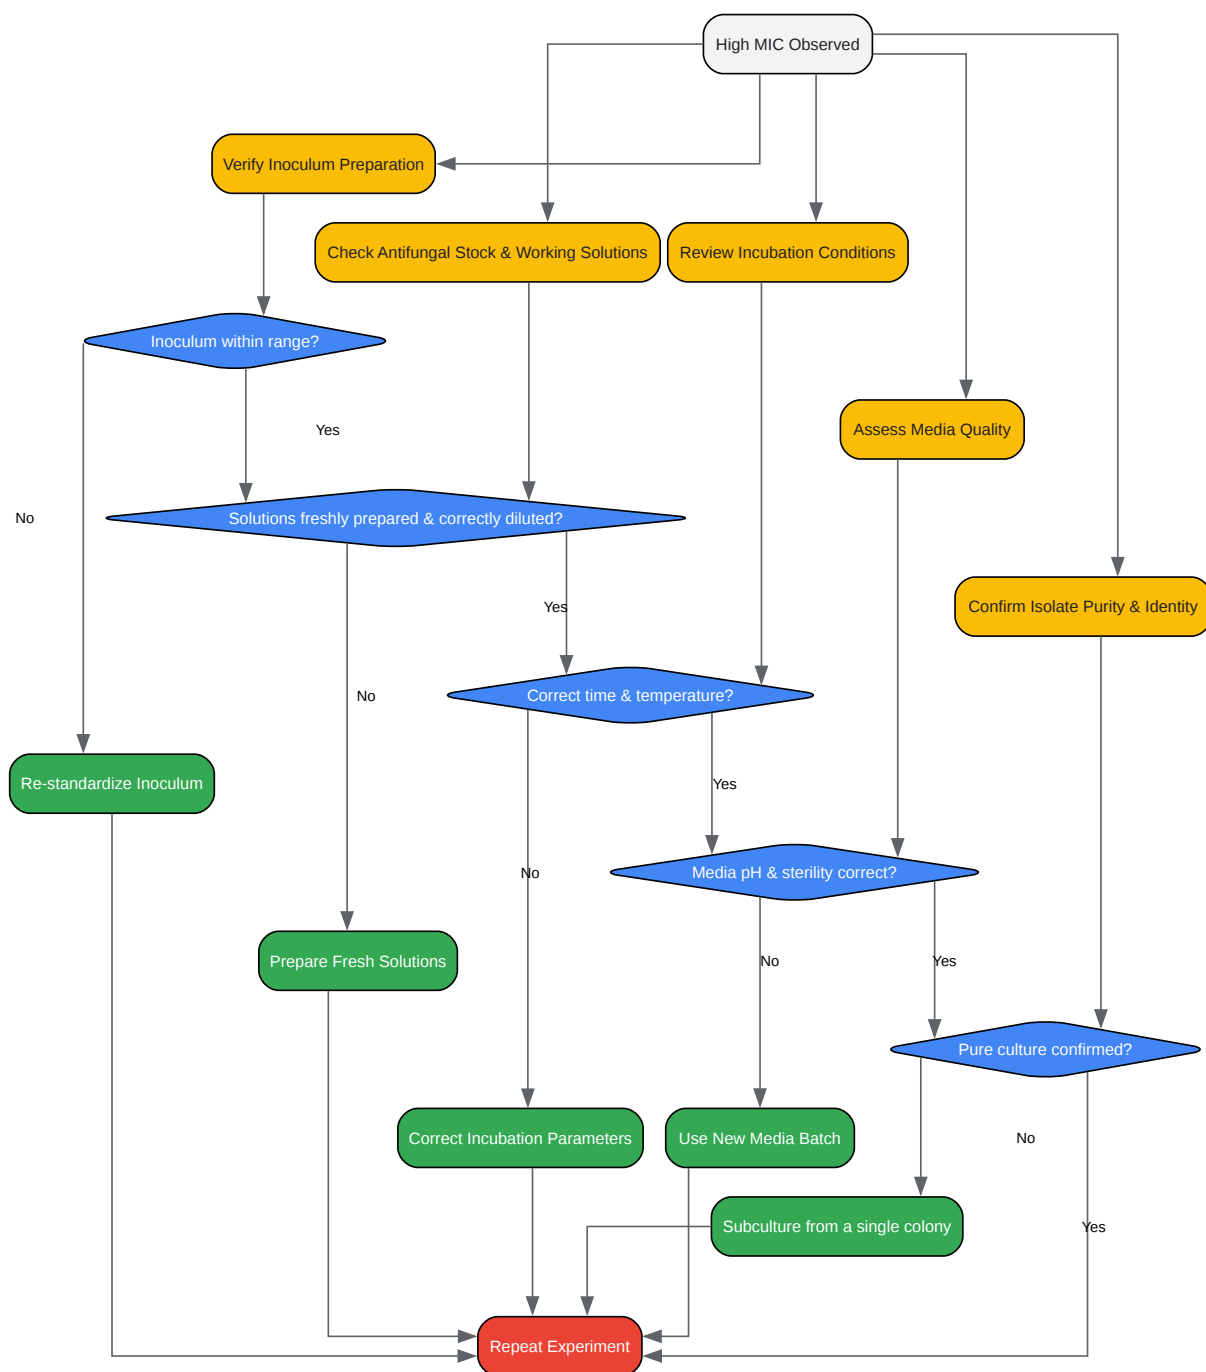 High MIC Observed
Verify Inoculum Preparation
Check Antifungal Stock & Working Solutions
Review Incubation Conditions
Inoculum within range?
Yes
Assess Media Quality
No
Solutions freshly prepared & correctly diluted?
Yes
Confirm Isolate Purity & Identity
No
Correct time & temperature?
Re-standardize Inoculum
Yes
No
Media pH & sterility correct?
Prepare Fresh Solutions
No
Yes
Pure culture confirmed?
Correct Incubation Parameters
Use New Media Batch
No
Subculture from a single colony
Yes
Repeat Experiment